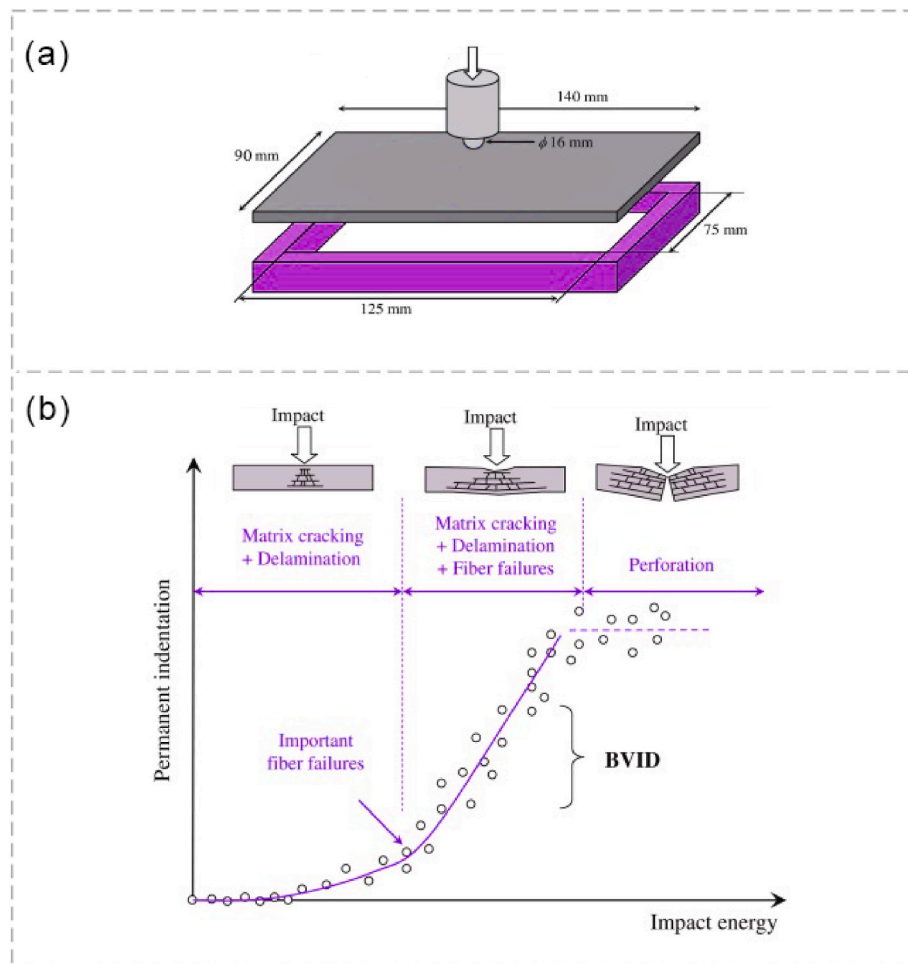 (a)
140 mm
90 mm
ϕ16 mm
75 mm
125 mm
(b)
Impact
Impact
Impact
Matrix cracking
+ Delamination
Matrix cracking
+ Delamination
+ Fiber failures
Perforation
Permanent indentation
Important
fiber failures
BVID
Impact energy